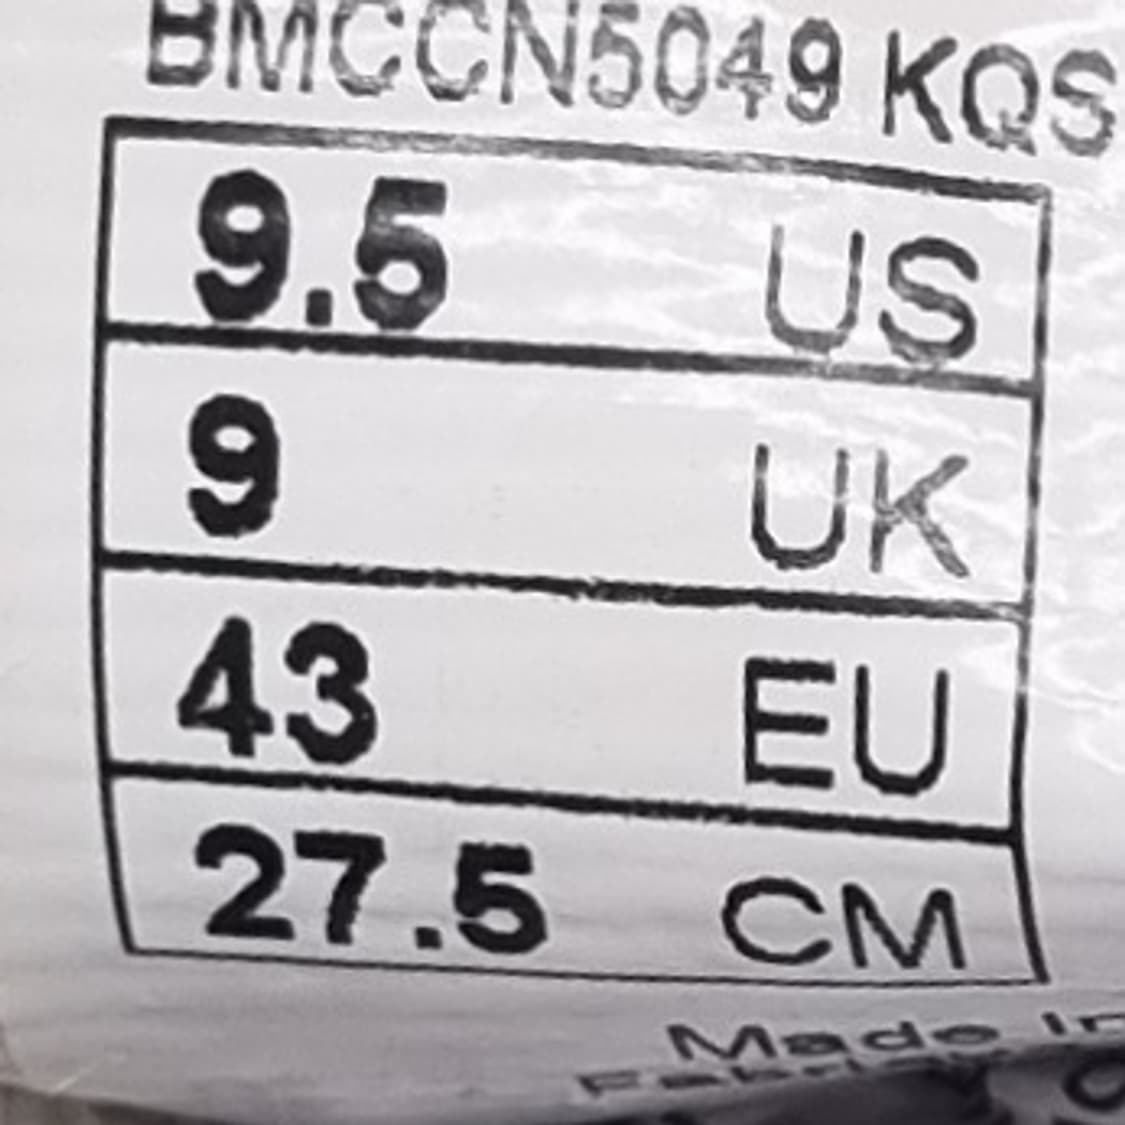 BMCCN5049 KQS
9.5 US
9 UK
43 EU
27.5 CM
Made In